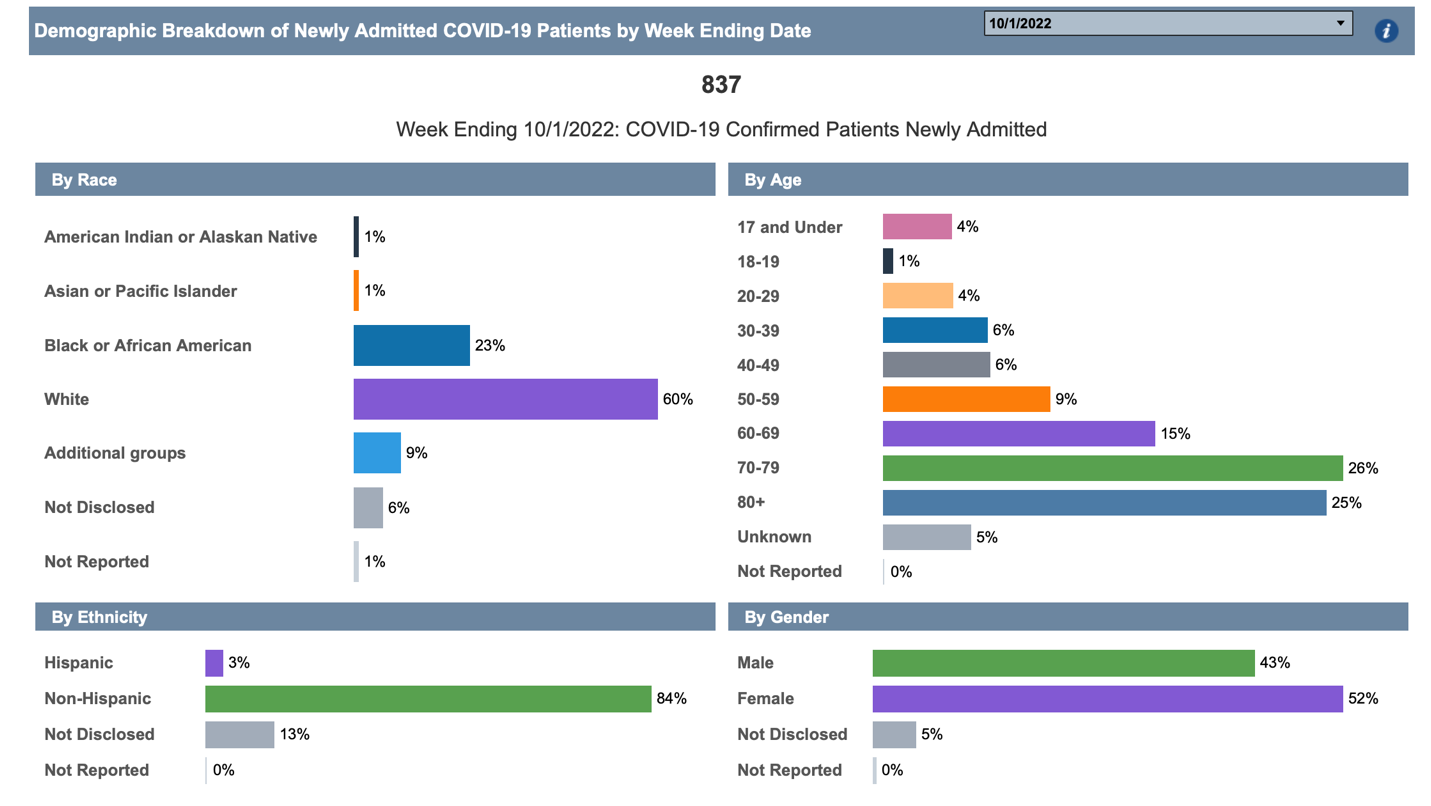 Demographic Breakdown of Newly Admitted COVID-19 Patients by Week Ending Date
10/1/2022
i
837
Week Ending 10/1/2022: COVID-19 Confirmed Patients Newly Admitted
By Race
American Indian or Alaskan Native 1%
Asian or Pacific Islander 1%
Black or African American 23%
White 60%
Additional groups 9%
Not Disclosed 6%
Not Reported 1%
By Age
17 and Under 4%
18-19 1%
20-29 4%
30-39 6%
40-49 6%
50-59 9%
60-69 15%
70-79 26%
80+ 25%
Unknown 5%
Not Reported 0%
By Ethnicity
Hispanic 3%
Non-Hispanic 84%
Not Disclosed 13%
Not Reported 0%
By Gender
Male 43%
Female 52%
Not Disclosed 5%
Not Reported 0%